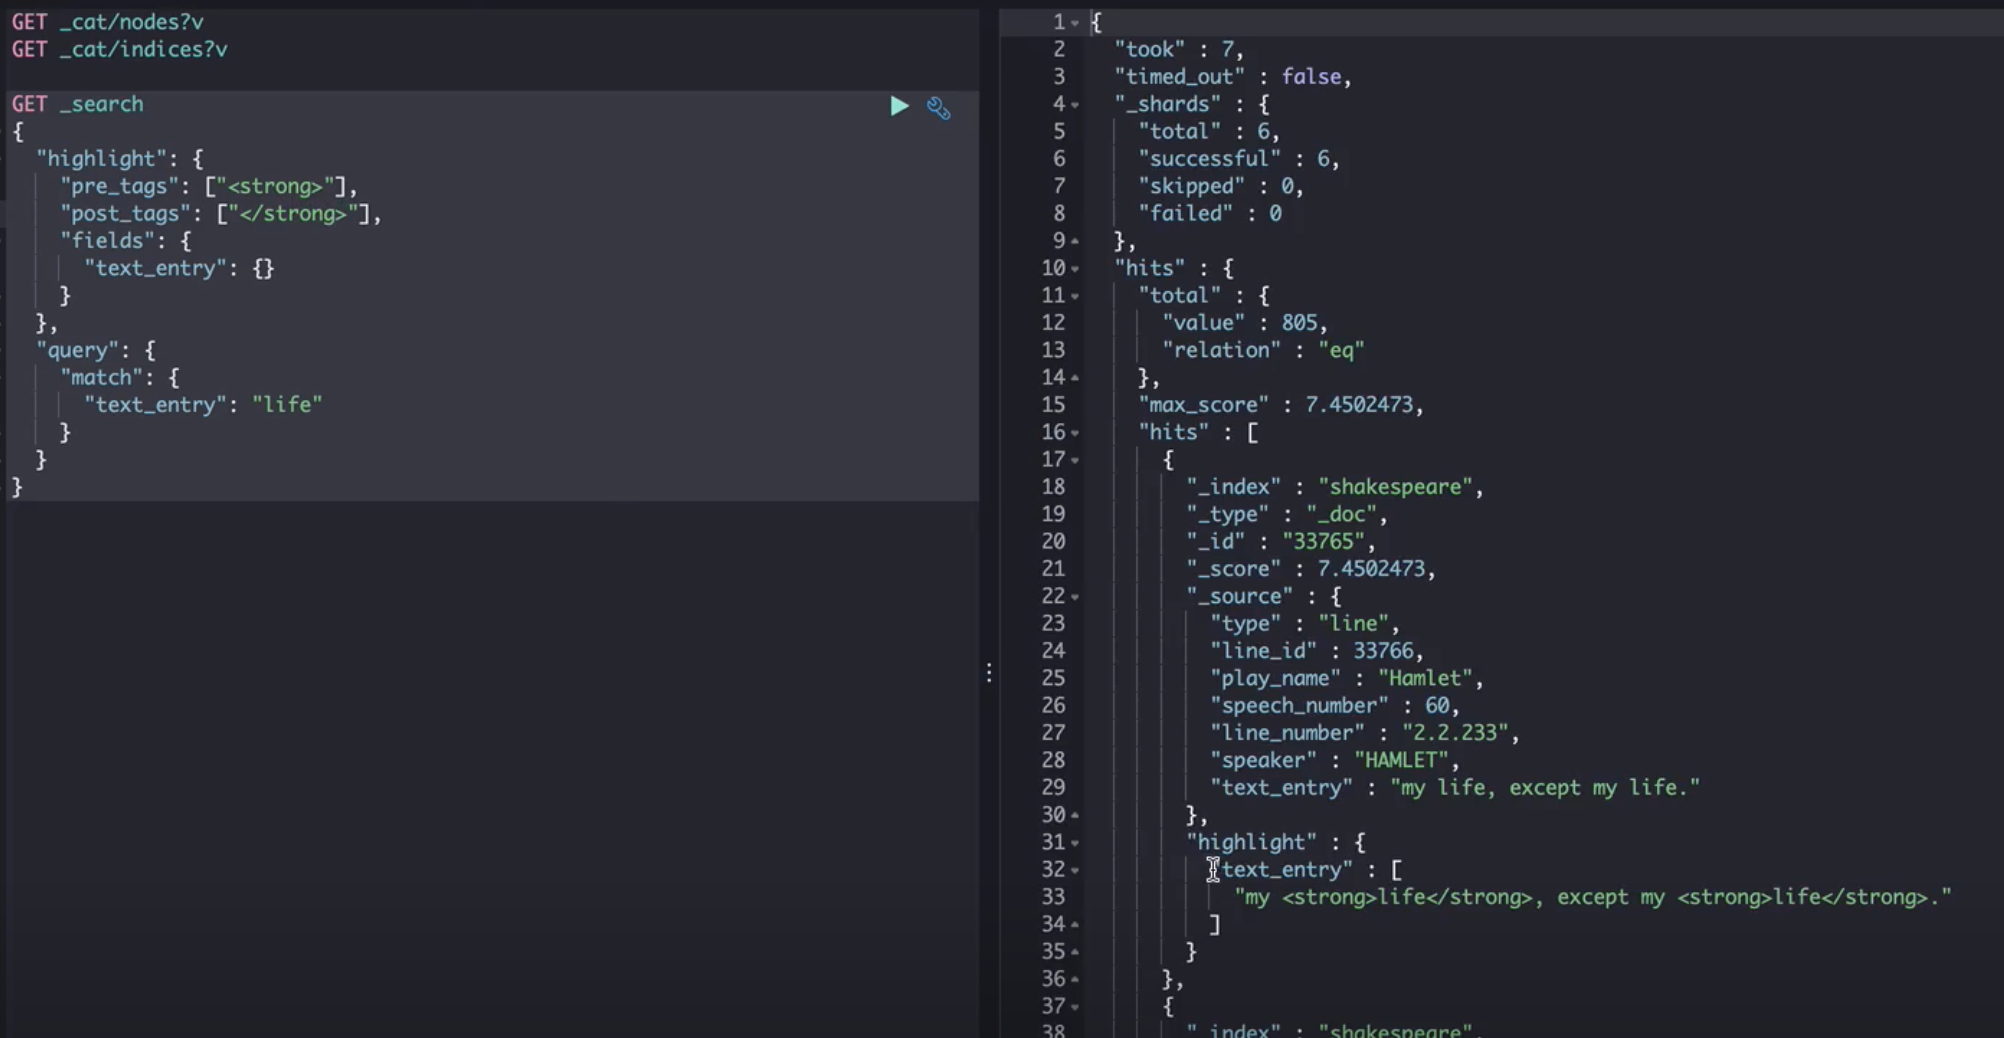 GET _cat/nodes?v
GET _cat/indices?v
GET _search
{
"highlight": {
"pre_tags": ["<strong>"],
"post_tags": ["</strong>"],
"fields": {
"text_entry": {}
}
},
"query": {
"match": {
"text_entry": "life"
}
}
}
1 {
2 "took" : 7,
3 "timed_out" : false,
4 "_shards" : {
5 "total" : 6,
6 "successful" : 6,
7 "skipped" : 0,
8 "failed" : 0
9 },
10 "hits" : {
11 "total" : {
12 "value" : 805,
13 "relation" : "eq"
14 },
15 "max_score" : 7.4502473,
16 "hits" : [
17 {
18 "_index" : "shakespeare",
19 "_type" : "_doc",
20 "_id" : "33765",
21 "_score" : 7.4502473,
22 "_source" : {
23 "type" : "line",
24 "line_id" : 33766,
25 "play_name" : "Hamlet",
26 "speech_number" : 60,
27 "line_number" : "2.2.233",
28 "speaker" : "HAMLET",
29 "text_entry" : "my life, except my life."
30 },
31 "highlight" : {
32 "text_entry" : [
33 "my <strong>life</strong>, except my <strong>life</strong>."
34 ]
35 }
36 },
37 {
38 "_index" : "shakespeare",